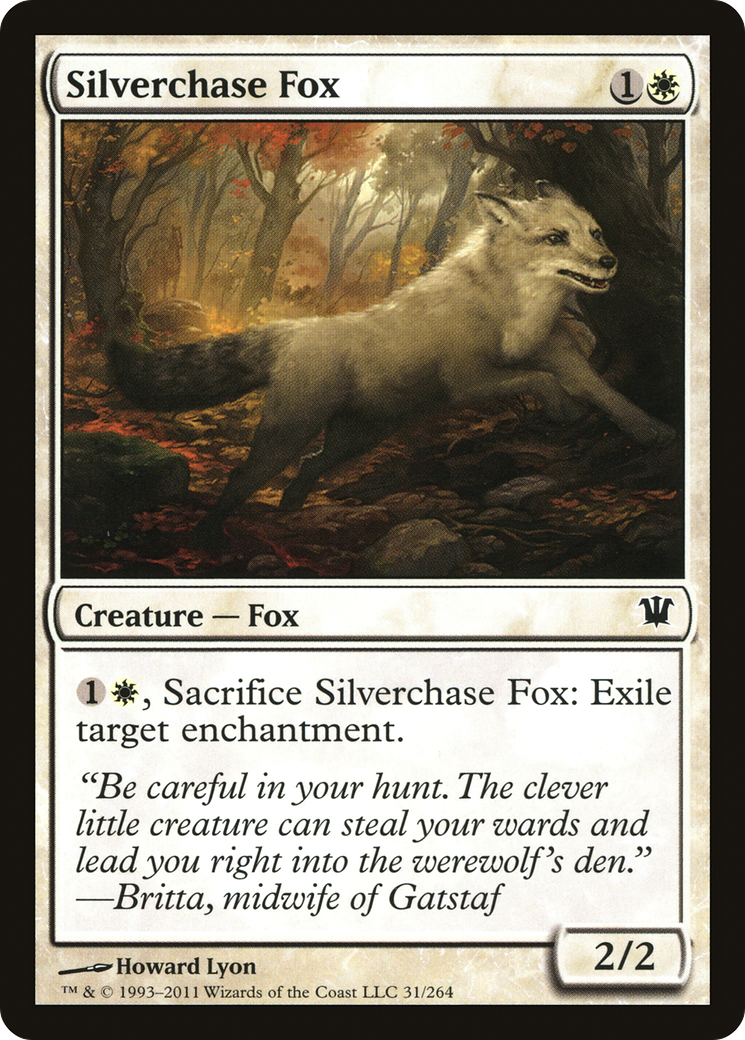 Silverchase Fox 1
Creature — Fox
1, Sacrifice Silverchase Fox: Exile
target enchantment.
“Be careful in your hunt. The clever
little creature can steal your wards and
lead you right into the werewolf’s den.”
—Britta, midwife of Gatstaf
2/2
Howard Lyon
™ & © 1993–2011 Wizards of the Coast LLC 31/264